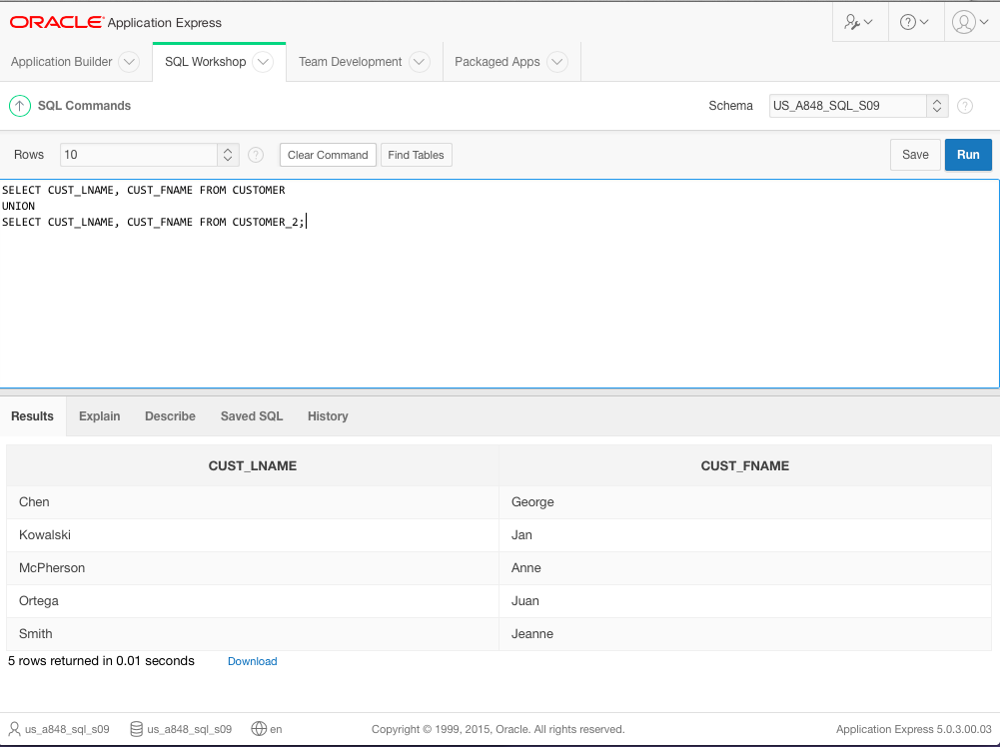 ORACLE® Application Express
Application Builder SQL Workshop Team Development Packaged Apps
SQL Commands Schema US_A848_SQL_S09 ?
Rows 10 ? Clear Command Find Tables Save Run
SELECT CUST_LNAME, CUST_FNAME FROM CUSTOMER
UNION
SELECT CUST_LNAME, CUST_FNAME FROM CUSTOMER_2;
Results Explain Describe Saved SQL History
CUST_LNAME CUST_FNAME
Chen George
Kowalski Jan
McPherson Anne
Ortega Juan
Smith Jeanne
5 rows returned in 0.01 seconds Download
us_a848_sql_s09 us_a848_sql_s09 en Copyright © 1999, 2015, Oracle. All rights reserved. Application Express 5.0.3.00.03